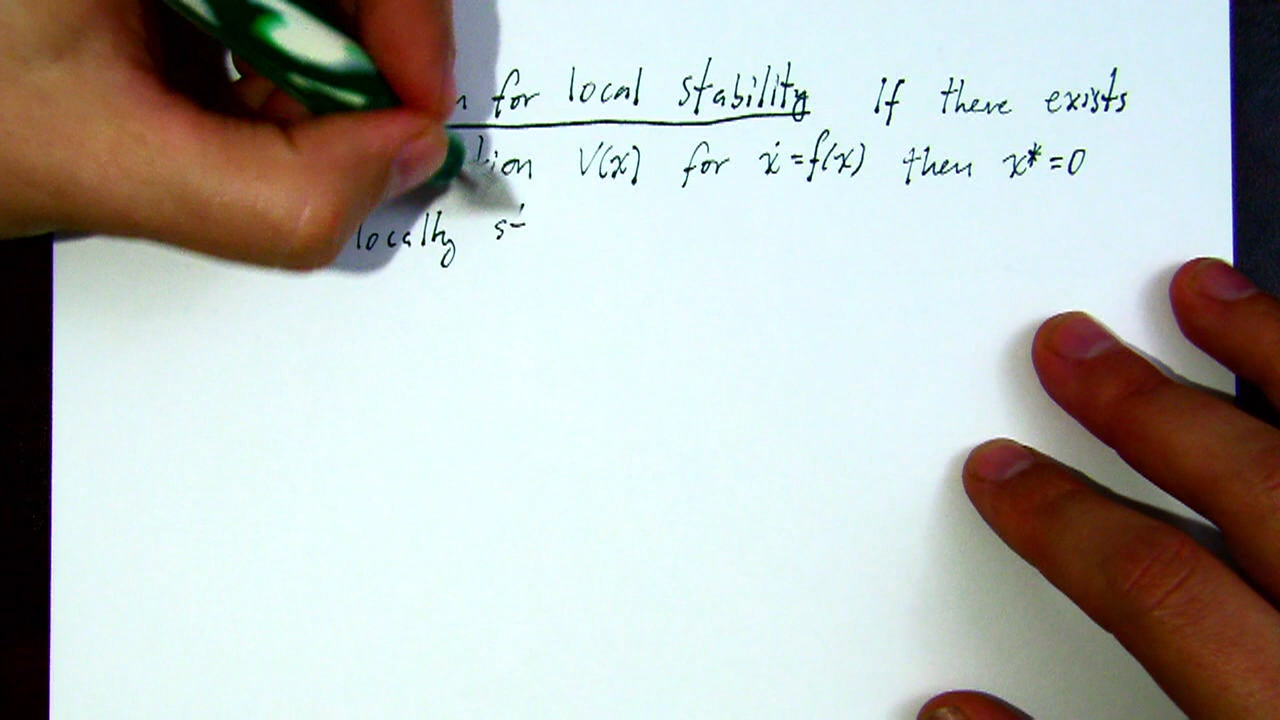 for local stability If there exists
V(x) for ẋ=f(x) then x*=0
locally